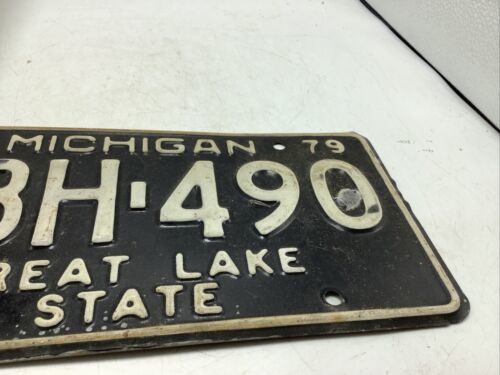 MICHIGAN 79
BH-490
REAT LAKE
STATE